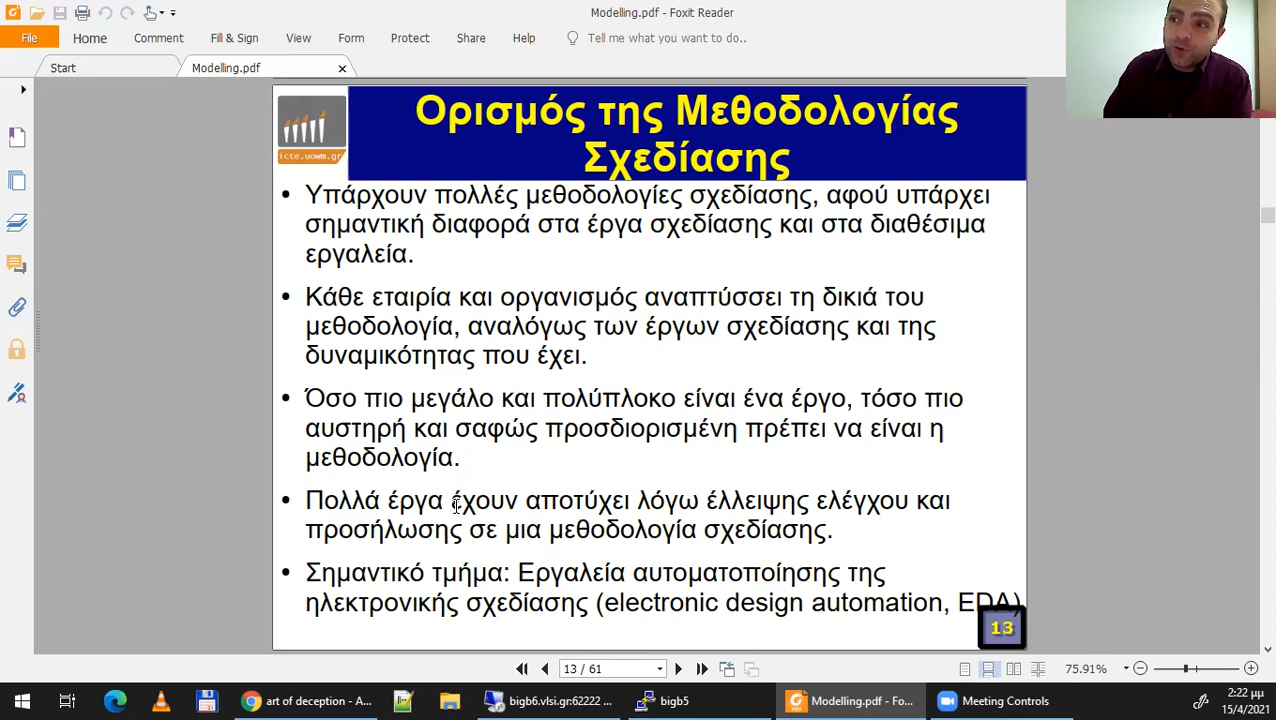 Modelling.pdf - Foxit Reader
File
Home
Comment
Fill & Sign
View
Form
Protect
Share
Help
Tell me what you want to do..
Start
Modelling.pdf
icte.uowm.gr
Ορισμός της Μεθοδολογίας
Σχεδίασης
• Υπάρχουν πολλές μεθοδολογίες σχεδίασης, αφού υπάρχει
σημαντική διαφορά στα έργα σχεδίασης και στα διαθέσιμα
εργαλεία.
• Κάθε εταιρία και οργανισμός αναπτύσσει τη δικιά του
μεθοδολογία, αναλόγως των έργων σχεδίασης και της
δυναμικότητας που έχει.
• Όσο πιο μεγάλο και πολύπλοκο είναι ένα έργο, τόσο πιο
αυστηρή και σαφώς προσδιορισμένη πρέπει να είναι η
μεθοδολογία.
• Πολλά έργα έχουν αποτύχει λόγω έλλειψης ελέγχου και
προσήλωσης σε μια μεθοδολογία σχεδίασης.
• Σημαντικό τμήμα: Εργαλεία αυτοματοποίησης της
ηλεκτρονικής σχεδίασης (electronic design automation, EDA)
13
13 / 61
75.91%
art of deception - A...
bigb6.vlsi.gr:62222 ...
bigb5
Modelling.pdf - Fo...
Meeting Controls
2:22 μμ
15/4/2021